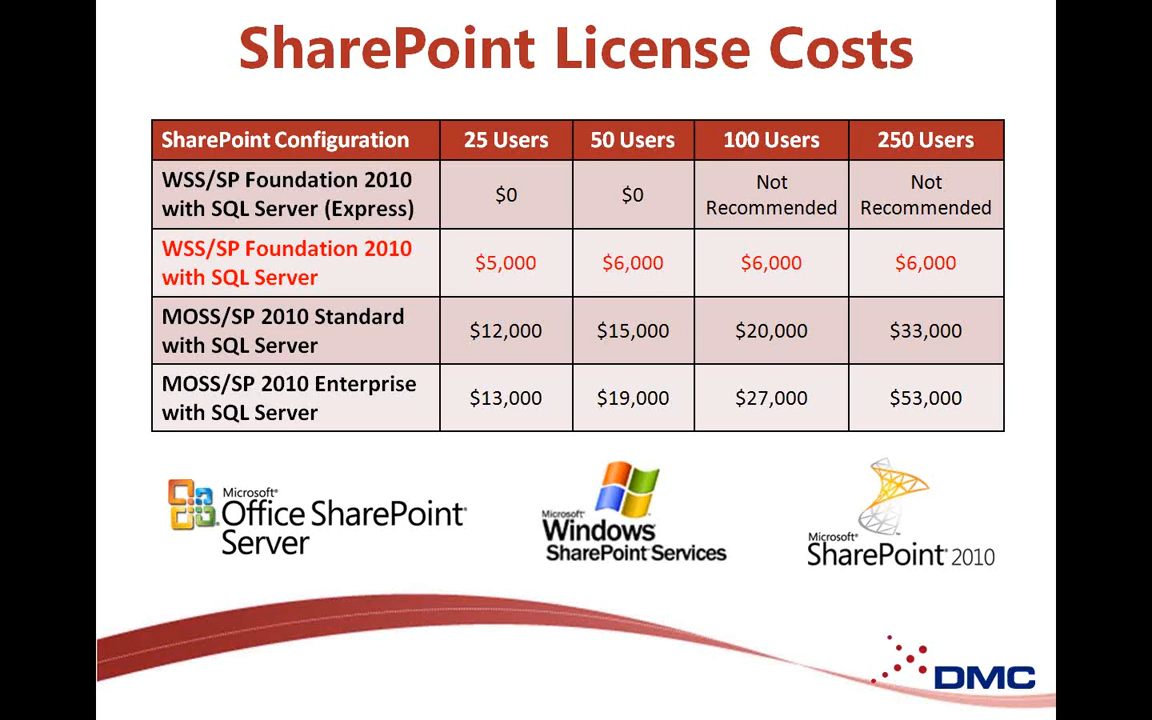 SharePoint License Costs
SharePoint Configuration 25 Users 50 Users 100 Users 250 Users
WSS/SP Foundation 2010
with SQL Server (Express) $0 $0 Not Recommended Not Recommended
WSS/SP Foundation 2010
with SQL Server $5,000 $6,000 $6,000 $6,000
MOSS/SP 2010 Standard
with SQL Server $12,000 $15,000 $20,000 $33,000
MOSS/SP 2010 Enterprise
with SQL Server $13,000 $19,000 $27,000 $53,000
Microsoft®
Office SharePoint®
Server
Microsoft®
Windows®
SharePoint Services
Microsoft®
SharePoint® 2010
DMC